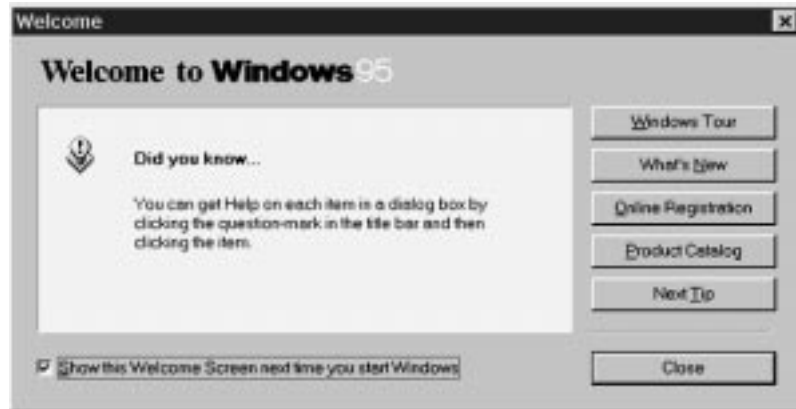 Welcome
Welcome to Windows 95
Did you know...
You can get Help on each item in a dialog box by
clicking the question-mark in the title bar and then
clicking the item.
Windows Tour
What's New
Online Registration
Product Catalog
Next Tip
Show this Welcome Screen next time you start Windows
Close